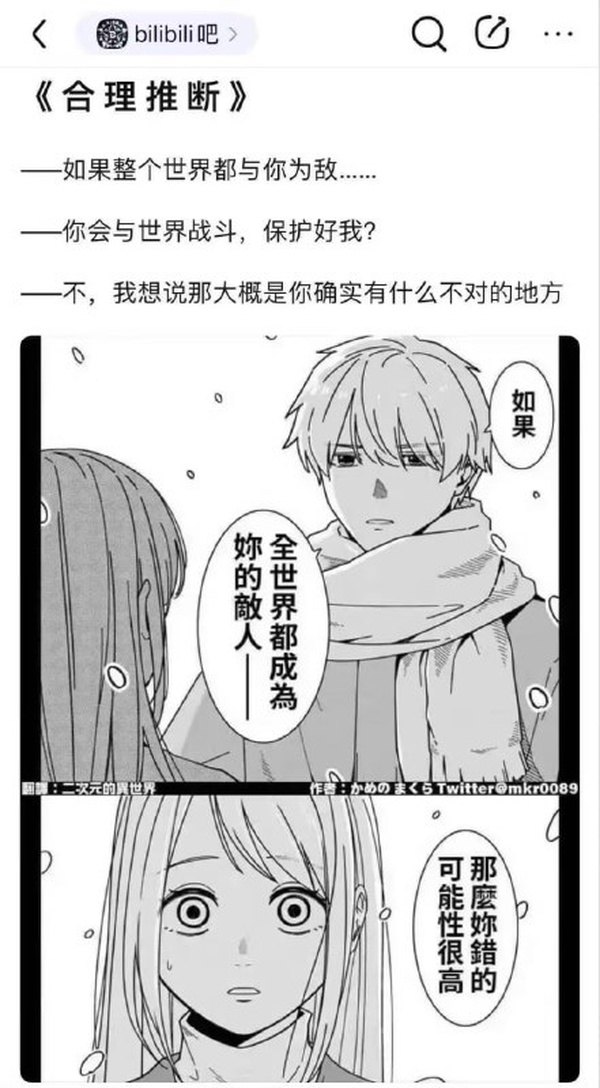 bilibili吧
《合理推断》
——如果整个世界都与你为敌……
——你会与世界战斗，保护好我？
——不，我想说那大概是你确实有什么不对的地方
如果
全世界都成為
妳的敵人——
翻譯：二次元的異世界
作者：かめの まくら Twitter@mkr0089
那麼妳錯的
可能性很高